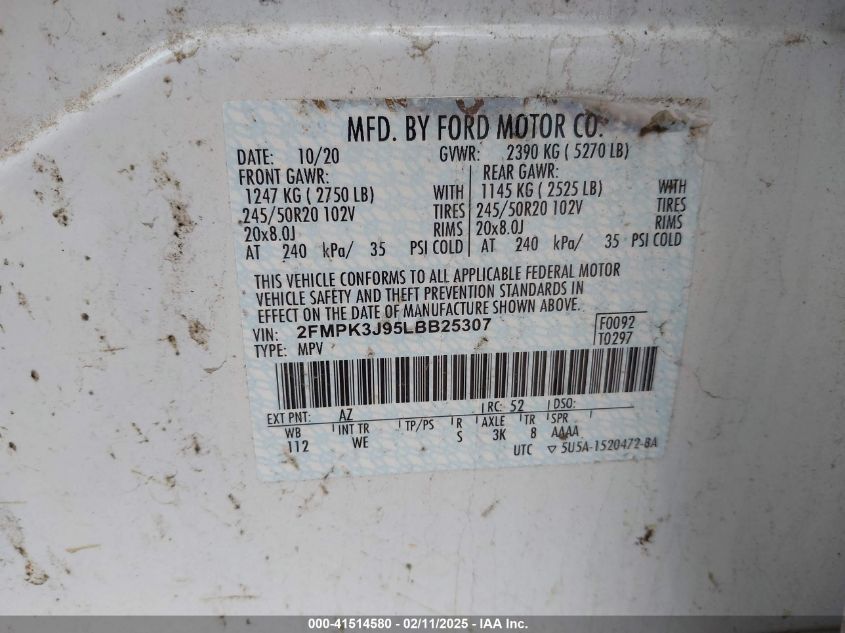 MFD. BY FORD MOTOR CO.
DATE: 10/20 GVWR: 2390 KG ( 5270 LB)
FRONT GAWR: REAR GAWR:
1247 KG ( 2750 LB) WITH 1145 KG ( 2525 LB) WITH
245/50R20 102V TIRES 245/50R20 102V TIRES
20x8.0J RIMS 20x8.0J RIMS
AT 240 kPa/ 35 PSI COLD AT 240 kPa/ 35 PSI COLD
THIS VEHICLE CONFORMS TO ALL APPLICABLE FEDERAL MOTOR
VEHICLE SAFETY AND THEFT PREVENTION STANDARDS IN
EFFECT ON THE DATE OF MANUFACTURE SHOWN ABOVE.
VIN: 2FMPK3J95LBB25307 F0092
TYPE: MPV T0297
EXT PNT: AZ RC: 52 DSO:
WB INT TR TP/PS R AXLE TR SPR
112 WE S 3K 8 AAAA
UTC 5U5A-1520472-BA
000-41514580 - 02/11/2025 - IAA Inc.